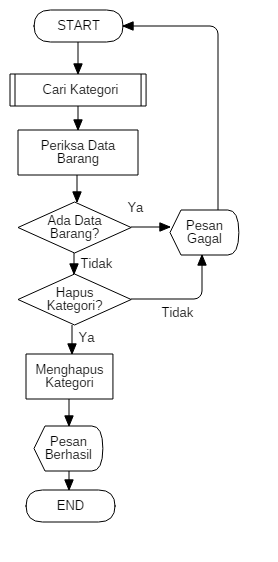 START
Cari Kategori
Periksa Data
Barang
Ada Data
Barang?
Ya
Pesan
Gagal
Tidak
Hapus
Kategori?
Tidak
Ya
Menghapus
Kategori
Pesan
Berhasil
END